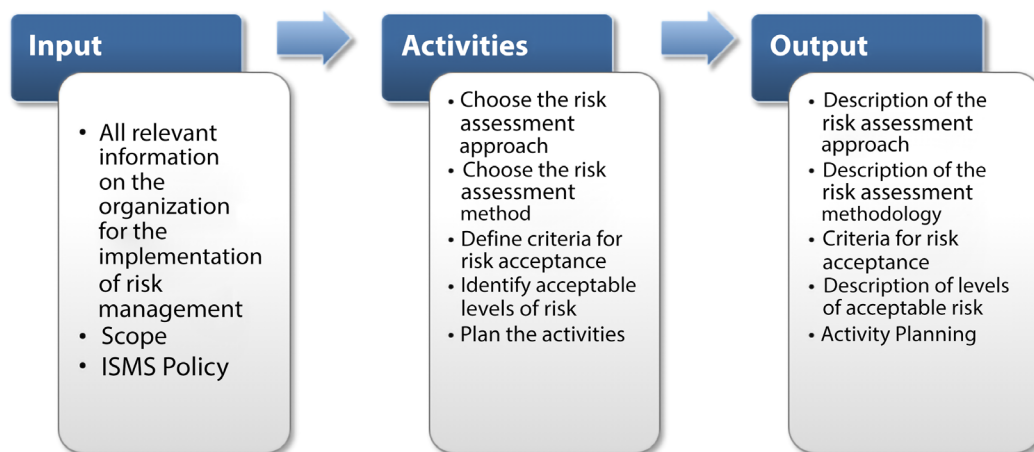 Input
• All relevant
information
on the
organization
for the
implementation
of risk
management
• Scope
• ISMS Policy
Activities
• Choose the risk
assessment
approach
• Choose the risk
assessment
method
• Define criteria for
risk acceptance
• Identify acceptable
levels of risk
• Plan the activities
Output
• Description of the
risk assessment
approach
• Description of the
risk assessment
methodology
• Criteria for risk
acceptance
• Description of levels
of acceptable risk
• Activity Planning